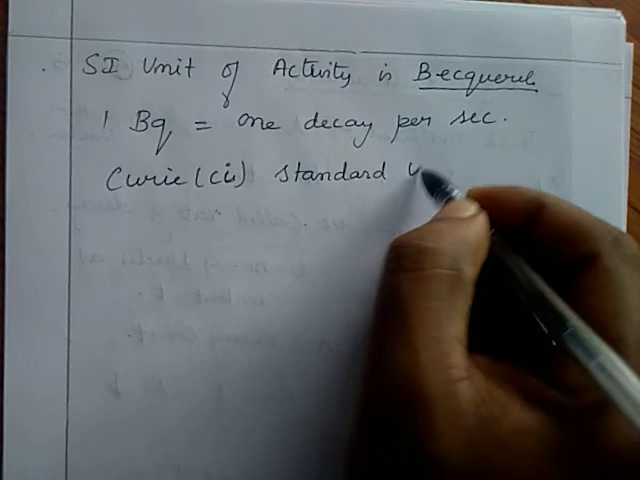 . SI Unit of Activity is Becquerel
1 Bq = one decay per sec.
Curie (ci) standard